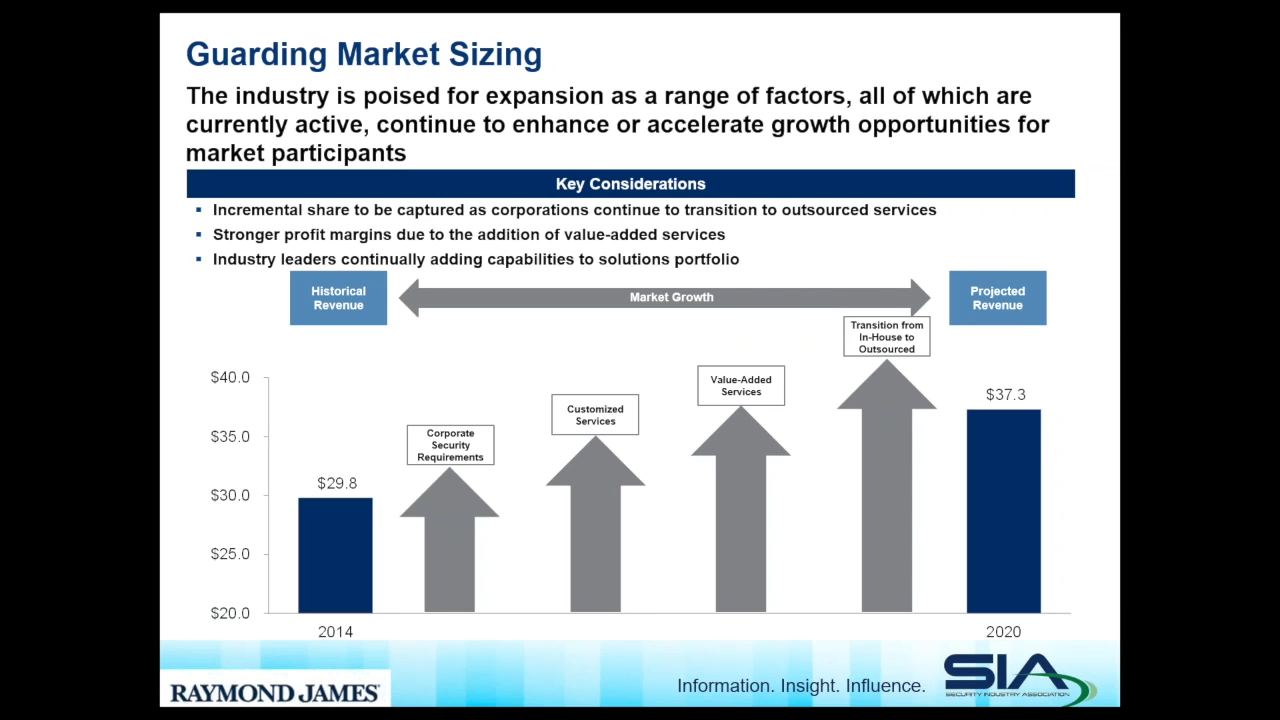 Guarding Market Sizing
The industry is poised for expansion as a range of factors, all of which are
currently active, continue to enhance or accelerate growth opportunities for
market participants
Key Considerations
▪ Incremental share to be captured as corporations continue to transition to outsourced services
▪ Stronger profit margins due to the addition of value-added services
▪ Industry leaders continually adding capabilities to solutions portfolio
Historical
Revenue
Market Growth
Projected
Revenue
Transition from
In-House to
Outsourced
Value-Added
Services
Customized
Services
Corporate
Security
Requirements
$40.0
$35.0
$30.0
$25.0
$20.0
$29.8
$37.3
2014
2020
RAYMOND JAMES®
Information. Insight. Influence.
SIA
SECURITY INDUSTRY ASSOCIATION